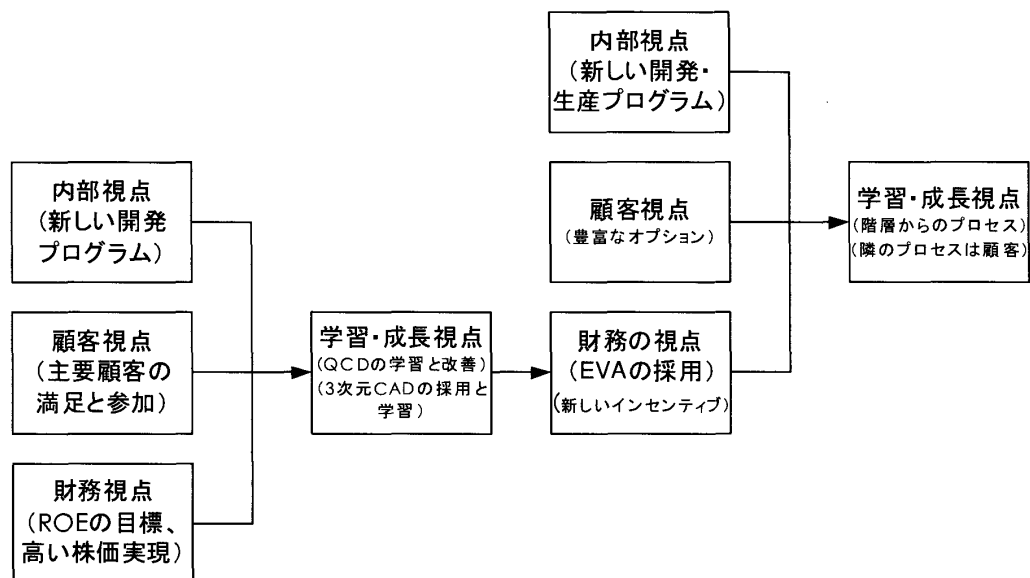 内部視点
(新しい開発
プログラム)
顧客視点
(主要顧客の
満足と参加)
財務視点
(ROEの目標、
高い株価実現)
学習・成長視点
(QCDの学習と改善)
(3次元CADの採用と
学習)
内部視点
(新しい開発・
生産プログラム)
顧客視点
(豊富なオプション)
財務の視点
(EVAの採用)
(新しいインセンティブ)
学習・成長視点
(階層からのプロセス)
(隣のプロセスは顧客)